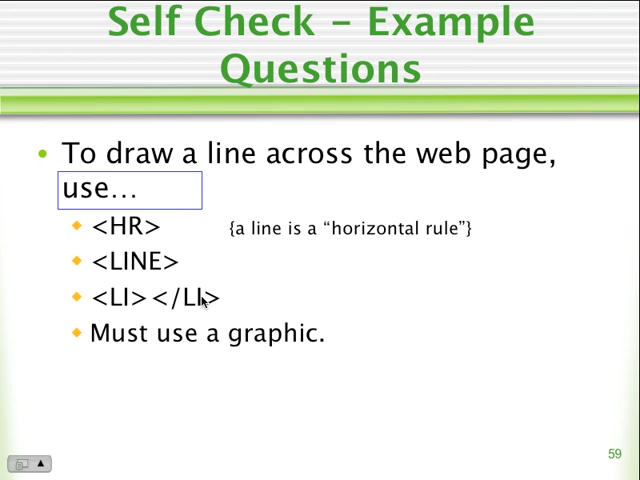 Self Check – Example
Questions
• To draw a line across the web page,
use…
<HR> {a line is a “horizontal rule”}
<LINE>
<LI></LI>
Must use a graphic.
59